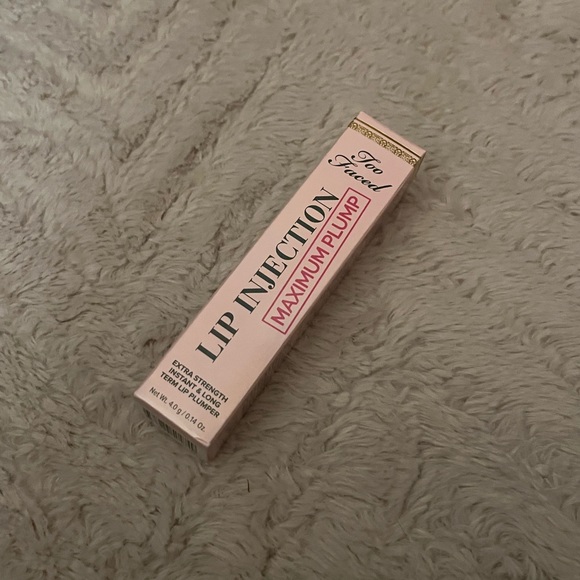 Too
Faced
LIP INJECTION
MAXIMUM PLUMP
EXTRA STRENGTH
INSTANT & LONG
TERM LIP PLUMPER
Net Wt. 4.0 g / 0.14 Oz.